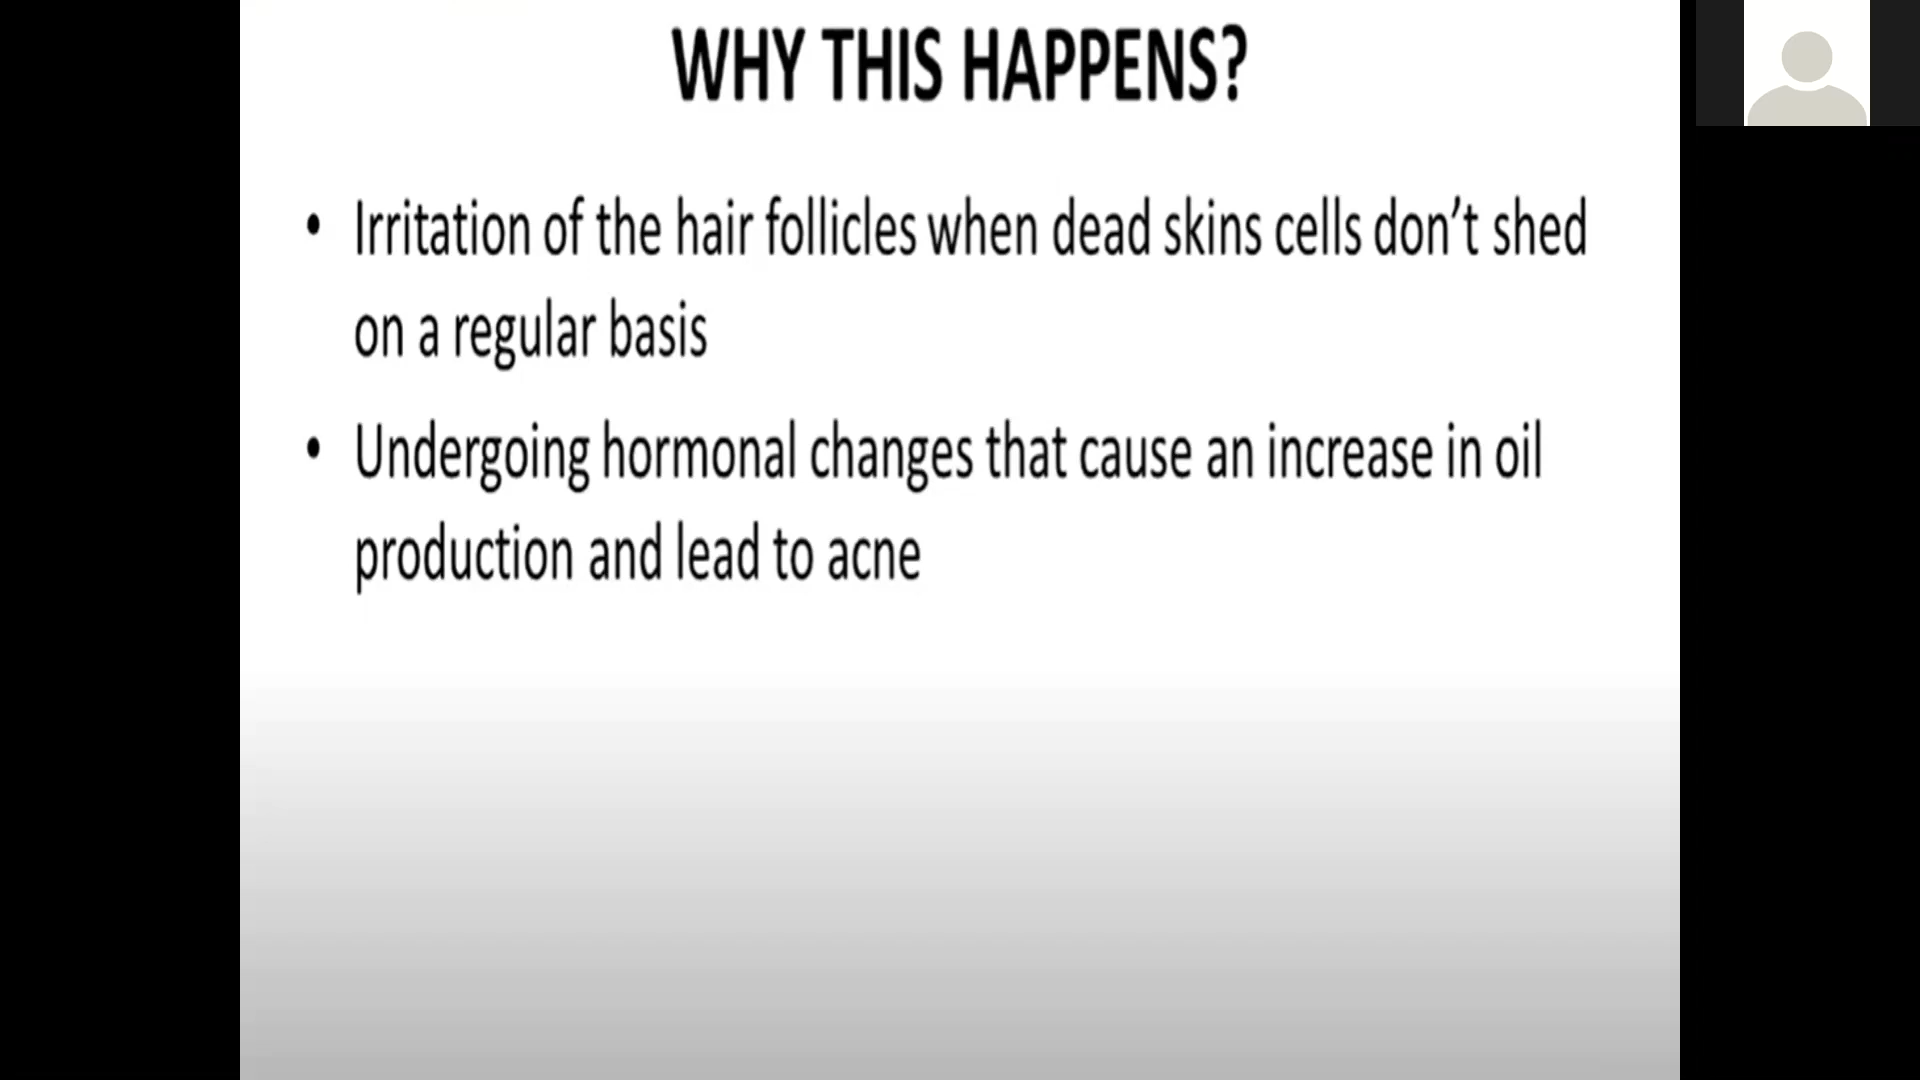 WHY THIS HAPPENS?
• Irritation of the hair follicles when dead skins cells don’t shed
on a regular basis
• Undergoing hormonal changes that cause an increase in oil
production and lead to acne